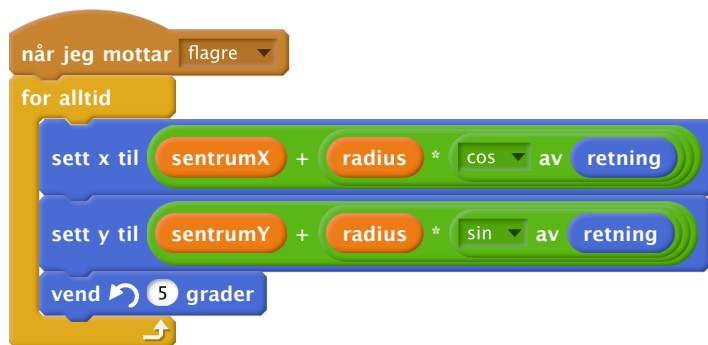 når jeg mottar flagre
for alltid
sett x til sentrumX + radius * cos av retning
sett y til sentrumY + radius * sin av retning
vend 5 grader